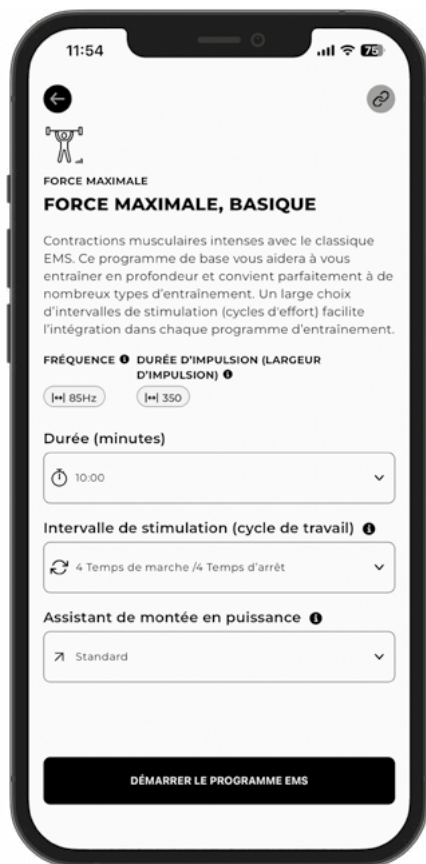 11:54
75
FORCE MAXIMALE
FORCE MAXIMALE, BASIQUE
Contractions musculaires intenses avec le classique
EMS. Ce programme de base vous aidera à vous
entraîner en profondeur et convient parfaitement à de
nombreux types d'entraînement. Un large choix
d'intervalles de stimulation (cycles d'effort) facilite
l'intégration dans chaque programme d'entraînement.
FRÉQUENCE
DURÉE D'IMPULSION (LARGEUR
D'IMPULSION)
85Hz
350
Durée (minutes)
10:00
Intervalle de stimulation (cycle de travail)
4 Temps de marche /4 Temps d'arrêt
Assistant de montée en puissance
Standard
DÉMARRER LE PROGRAMME EMS